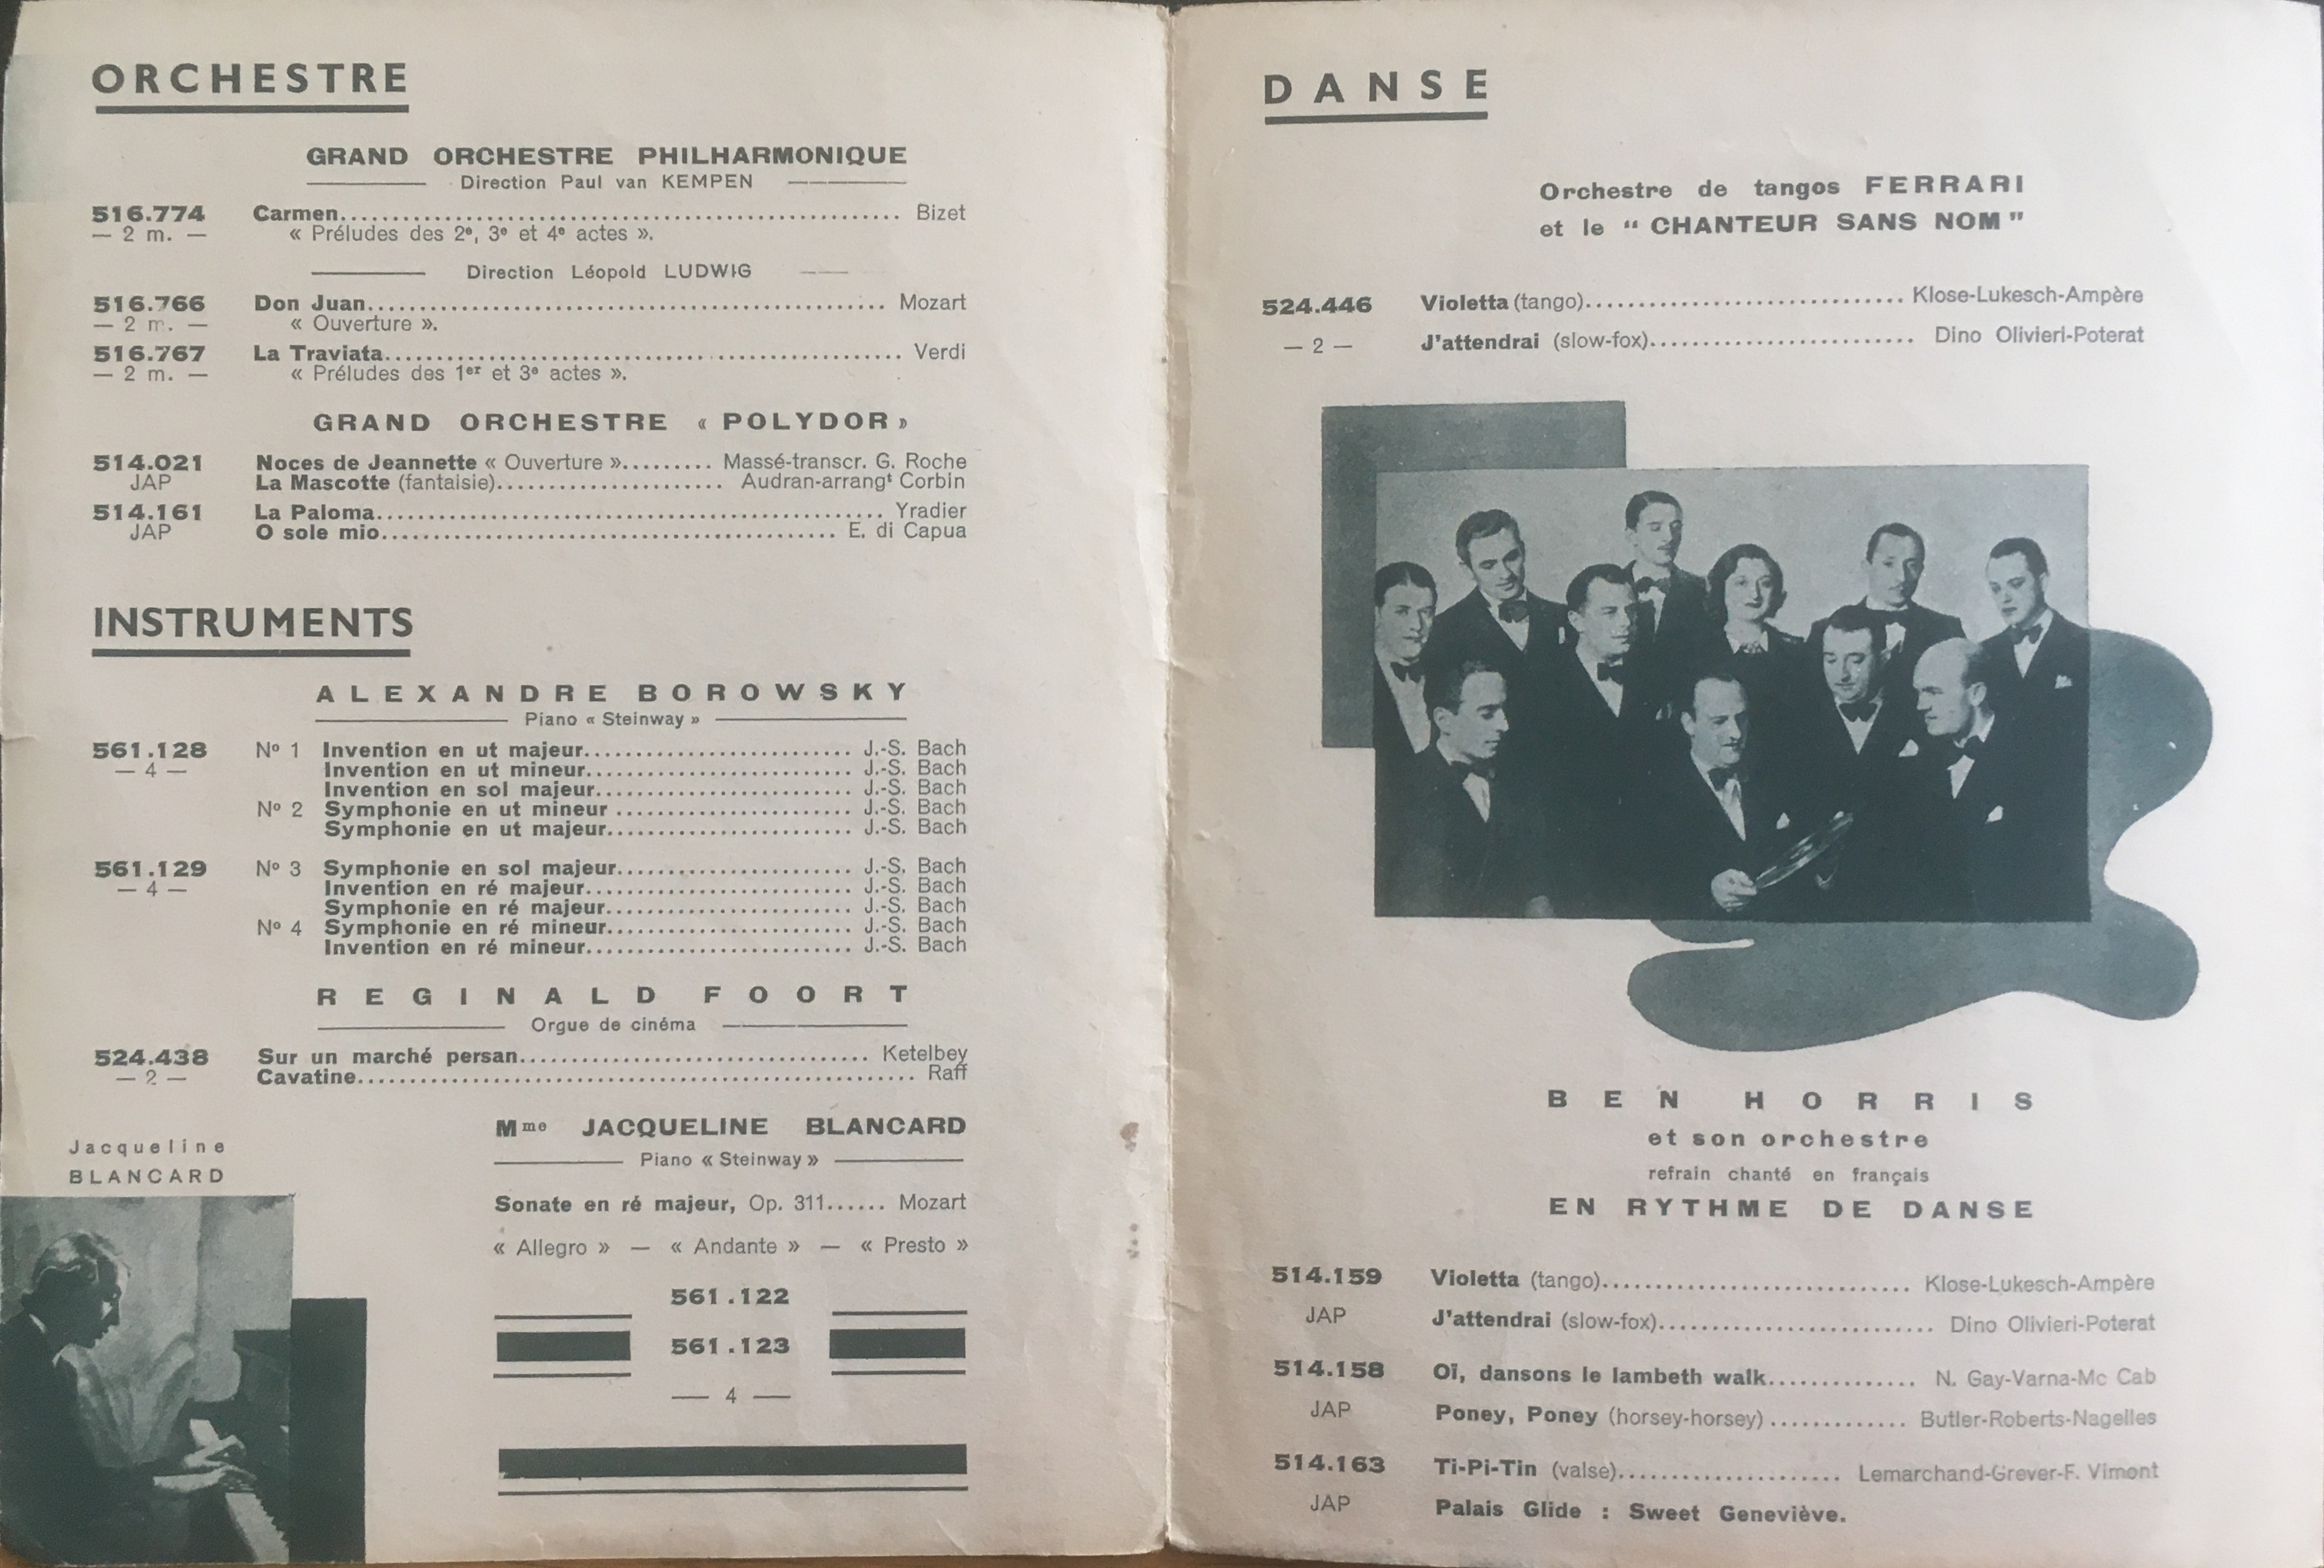 ORCHESTRE
GRAND ORCHESTRE PHILHARMONIQUE
Direction Paul van KEMPEN
516.774 Carmen Bizet
— 2 m. — « Préludes des 2e, 3e et 4e actes ».
Direction Léopold LUDWIG
516.766 Don Juan Mozart
— 2 m. — « Ouverture ».
516.767 La Traviata Verdi
— 2 m. — « Préludes des 1er et 3e actes ».
GRAND ORCHESTRE « POLYDOR »
514.021 Noces de Jeannette « Ouverture » Massé-transcr. G. Roche
JAP La Mascotte (fantaisie) Audran-arrangt Corbin
514.161 La Paloma Yradier
JAP O sole mio E. di Capua
INSTRUMENTS
ALEXANDRE BOROWSKY
Piano « Steinway »
561.128 No 1 Invention en ut majeur J.-S. Bach
— 4 — Invention en ut mineur J.-S. Bach
Invention en sol majeur J.-S. Bach
No 2 Symphonie en ut mineur J.-S. Bach
Symphonie en ut majeur J.-S. Bach
561.129 No 3 Symphonie en sol majeur J.-S. Bach
— 4 — Invention en ré majeur J.-S. Bach
Symphonie en ré majeur J.-S. Bach
No 4 Symphonie en ré mineur J.-S. Bach
Invention en ré mineur J.-S. Bach
REGINALD FOORT
Orgue de cinéma
524.438 Sur un marché persan Ketelbey
— 2 — Cavatine Raff
Jacqueline
BLANCARD
Mme JACQUELINE BLANCARD
Piano « Steinway »
Sonate en ré majeur, Op. 311 Mozart
« Allegro » — « Andante » — « Presto »
561.122
561.123
— 4 —
DANSE
Orchestre de tangos FERRARI
et le “ CHANTEUR SANS NOM ”
524.446 Violetta (tango) Klose-Lukesch-Ampère
— 2 — J'attendrai (slow-fox) Dino Olivieri-Poterat
BEN HORRIS
et son orchestre
refrain chanté en français
EN RYTHME DE DANSE
514.159 Violetta (tango) Klose-Lukesch-Ampère
JAP J'attendrai (slow-fox) Dino Olivieri-Poterat
514.158 Oï, dansons le lambeth walk N. Gay-Varna-Mc Cab
JAP Poney, Poney (horsey-horsey) Butler-Roberts-Nagelles
514.163 Ti-Pi-Tin (valse) Lemarchand-Grever-F. Vimont
JAP Palais Glide : Sweet Geneviève.